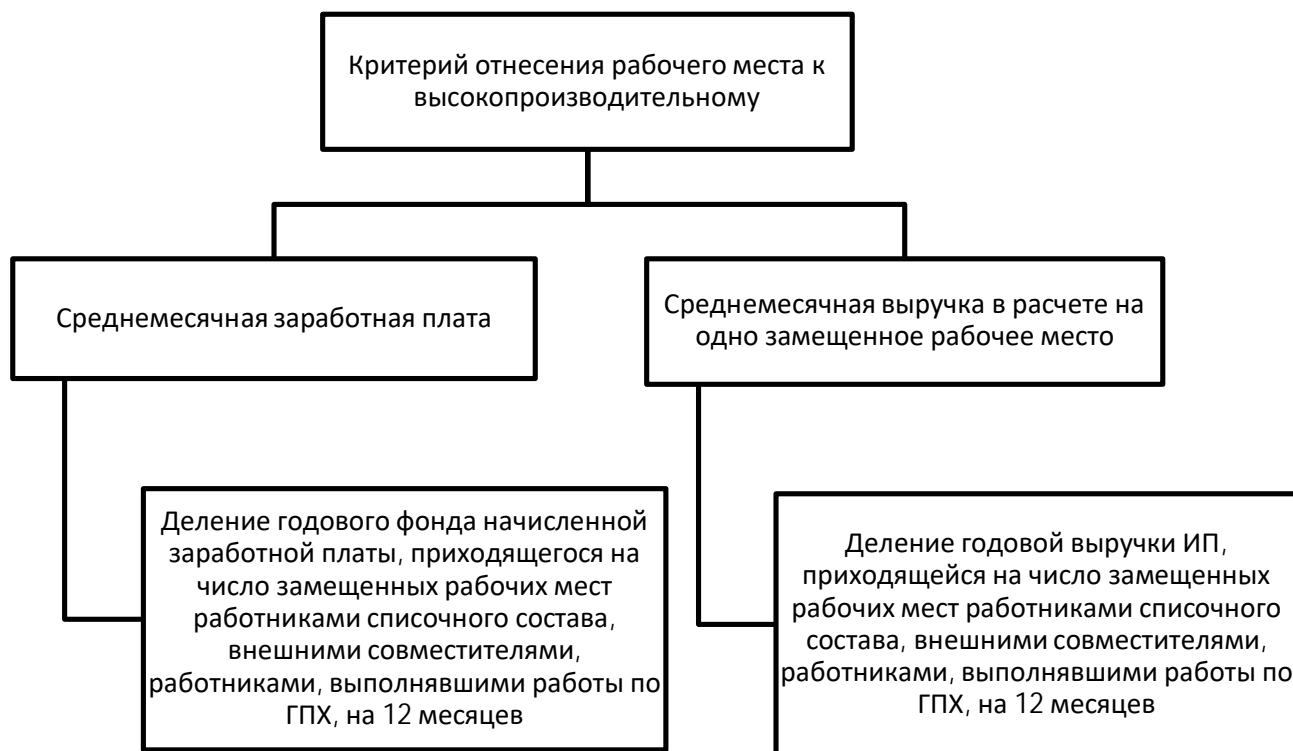 Критерий отнесения рабочего места к
высокопроизводительному
Среднемесячная заработная плата
Среднемесячная выручка в расчете на
одно замещенное рабочее место
Деление годового фонда начисленной
заработной платы, приходящегося на
число замещенных рабочих мест
работниками списочного состава,
внешними совместителями,
работниками, выполнявшими работы по
ГПХ, на 12 месяцев
Деление годовой выручки ИП,
приходящейся на число замещенных
рабочих мест работниками списочного
состава, внешними совместителями,
работниками, выполнявшими работы по
ГПХ, на 12 месяцев